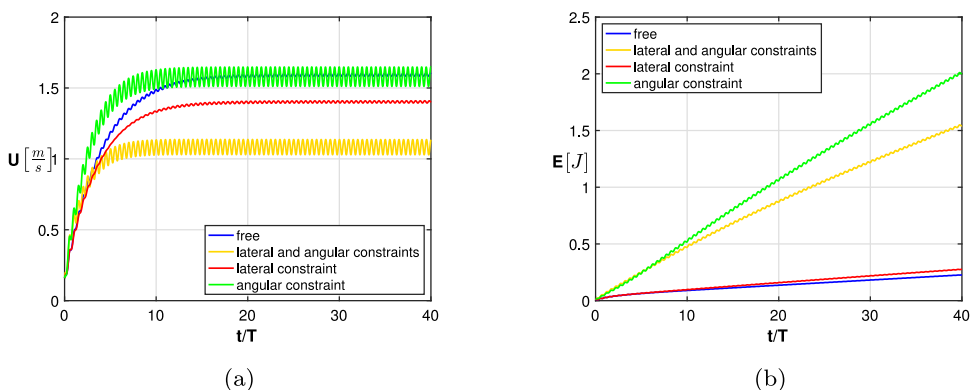 2
1.5
U [m/s]
1
0.5
0
0 10 20 30 40
t/T
free
lateral and angular constraints
lateral constraint
angular constraint
(a)
2.5
2
1.5
E [J]
1
0.5
0
0 10 20 30 40
t/T
free
lateral and angular constraints
lateral constraint
angular constraint
(b)